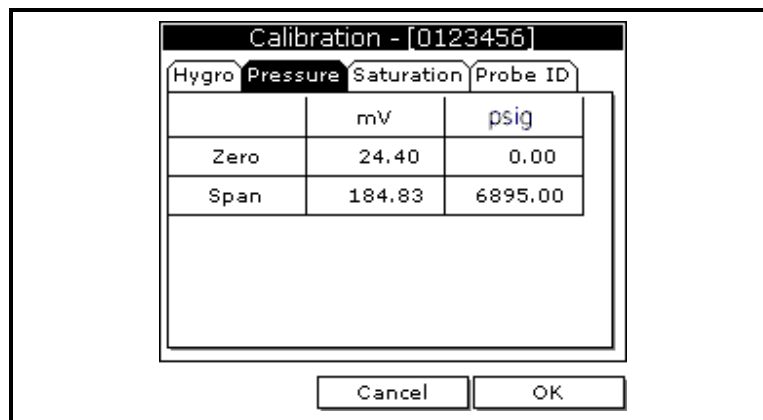 Calibration - [0123456]
Hygro Pressure Saturation Probe ID
mV psig
Zero 24.40 0.00
Span 184.83 6895.00
Cancel OK